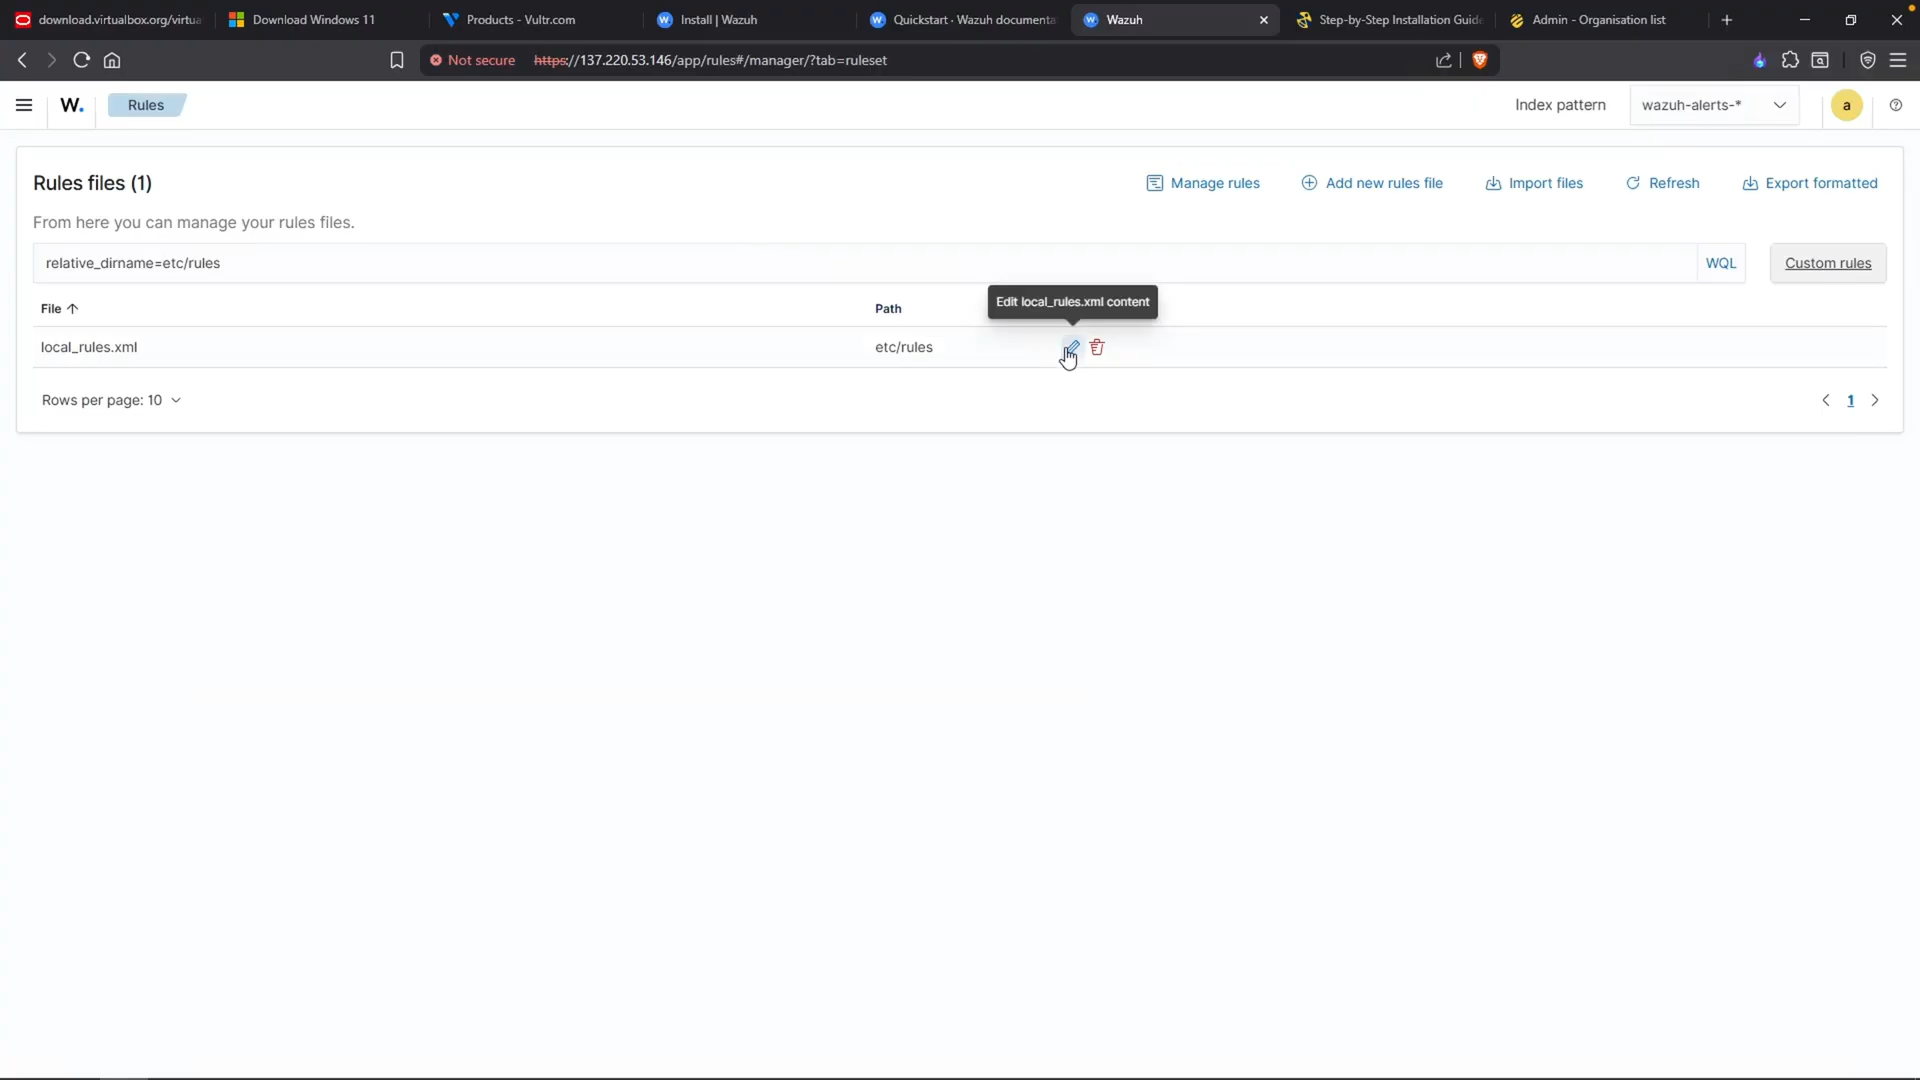 download.virtualbox.org/virtua
Download Windows 11
Products - Vultr.com
Install | Wazuh
Quickstart · Wazuh documenta
Wazuh
Step-by-Step Installation Guide
Admin - Organisation list
Not secure
https://137.220.53.146/app/rules#/manager/?tab=ruleset
W.
Rules
Index pattern
wazuh-alerts-*
a
Rules files (1)
Manage rules
Add new rules file
Import files
Refresh
Export formatted
From here you can manage your rules files.
relative_dirname=etc/rules
WQL
Custom rules
File
Path
Edit local_rules.xml content
local_rules.xml
etc/rules
Rows per page: 10
1